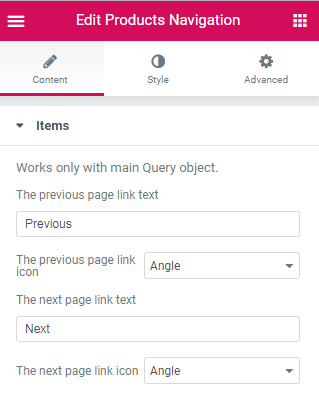 Edit Products Navigation
Content
Style
Advanced
Items
Works only with main Query object.
The previous page link text
Previous
The previous page link
icon
Angle
The next page link text
Next
The next page link icon
Angle